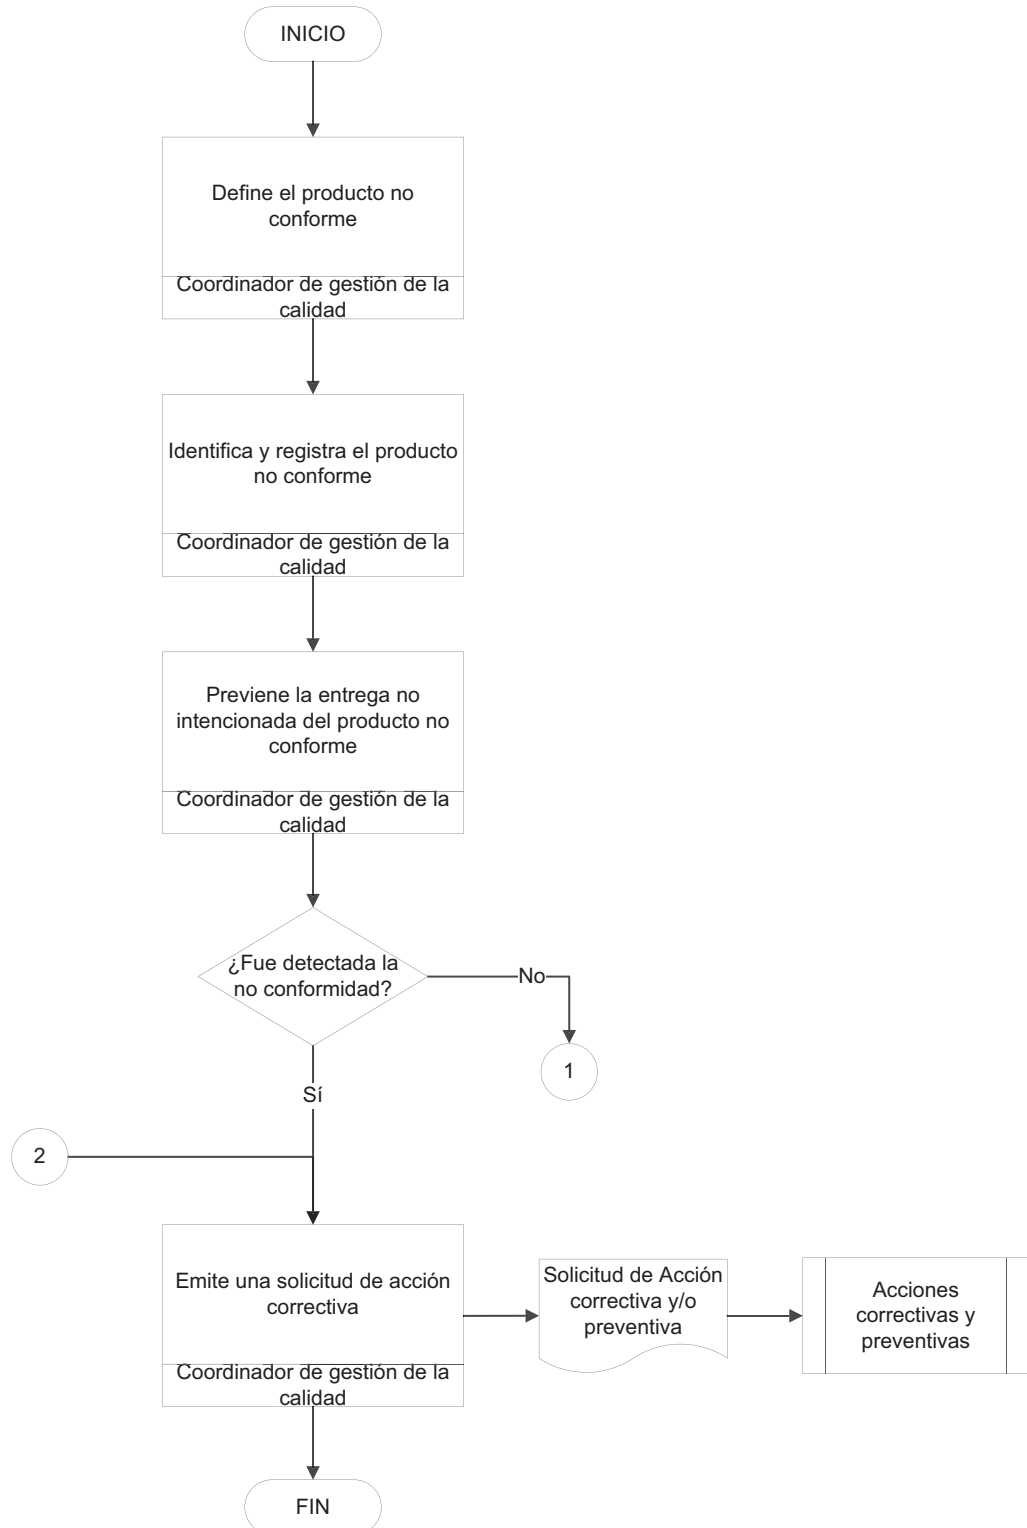 INICIO
Define el producto no
conforme
Coordinador de gestión de la
calidad
Identifica y registra el producto
no conforme
Coordinador de gestión de la
calidad
Previene la entrega no
intencionada del producto no
conforme
Coordinador de gestión de la
calidad
¿Fue detectada la
no conformidad?
No
1
Sí
2
Emite una solicitud de acción
correctiva
Coordinador de gestión de la
calidad
Solicitud de Acción
correctiva y/o
preventiva
Acciones
correctivas y
preventivas
FIN